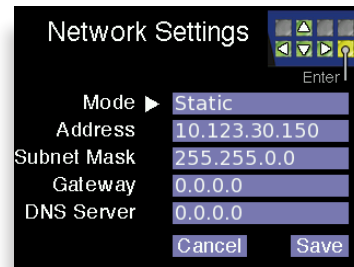 Network Settings
Enter
Mode Static
Address 10.123.30.150
Subnet Mask 255.255.0.0
Gateway 0.0.0.0
DNS Server 0.0.0.0
Cancel Save